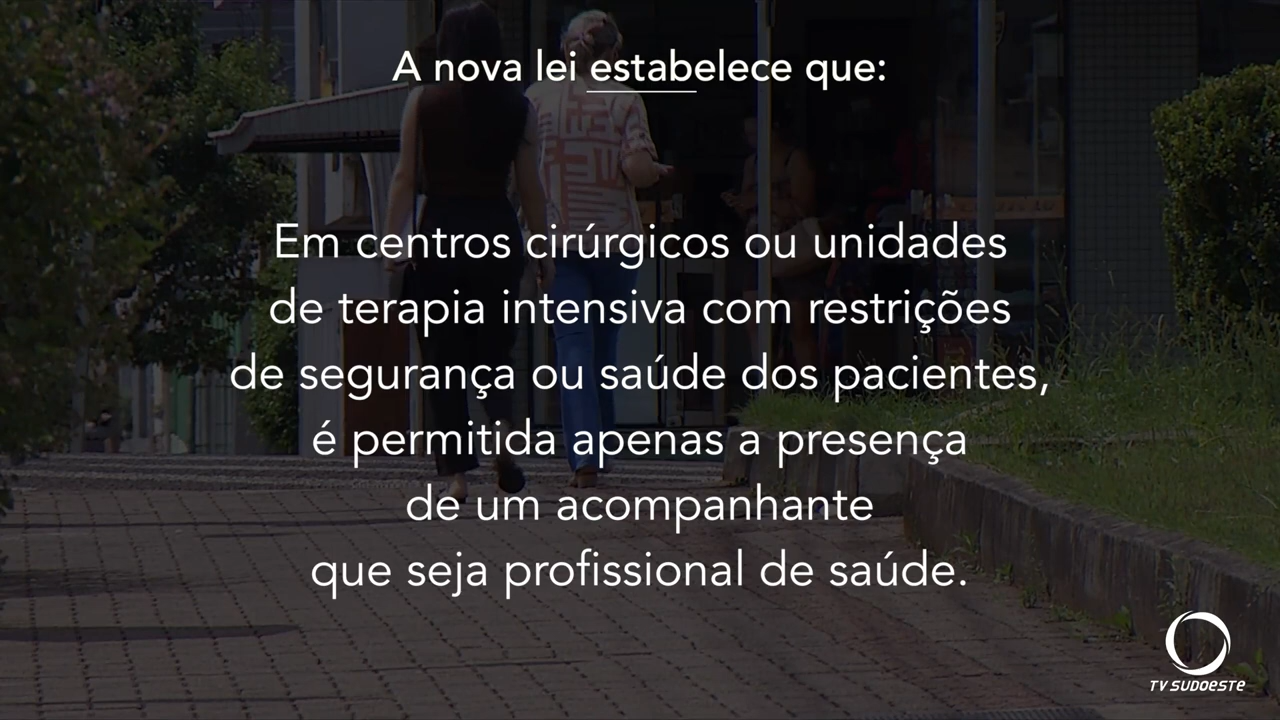 A nova lei estabelece que:
Em centros cirúrgicos ou unidades
de terapia intensiva com restrições
de segurança ou saúde dos pacientes,
é permitida apenas a presença
de um acompanhante
que seja profissional de saúde.
TV SUDOESTE